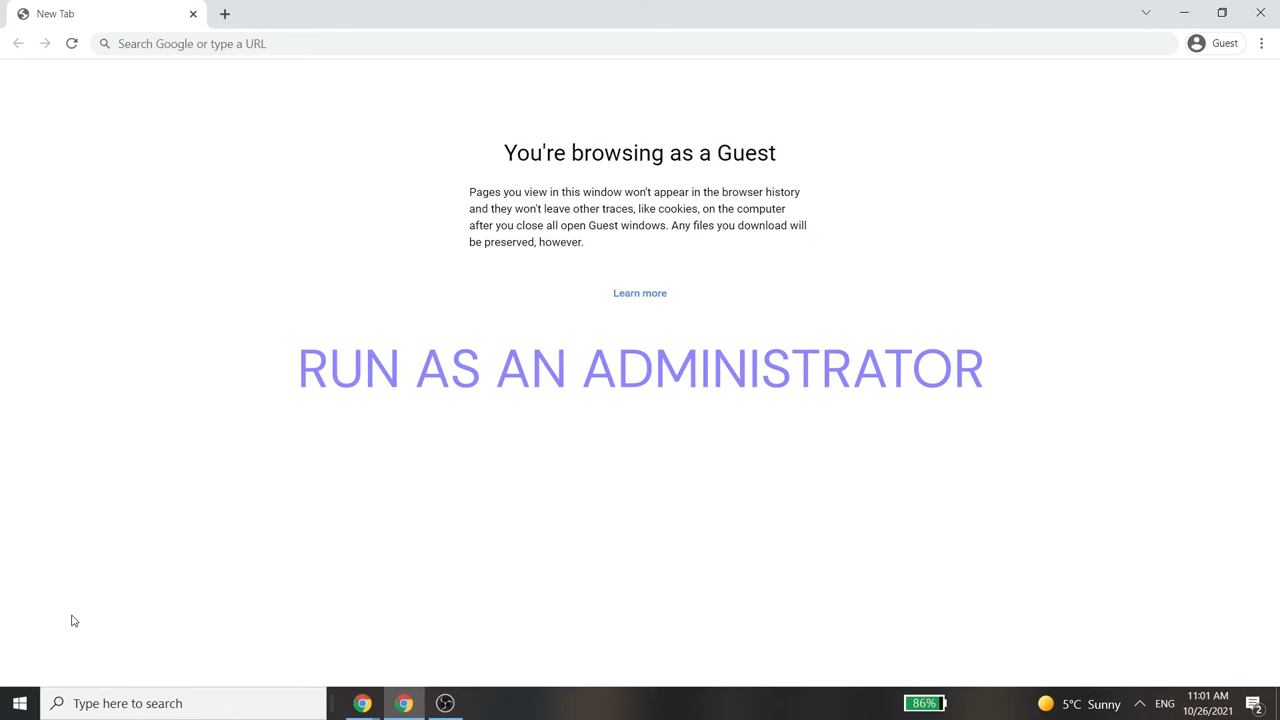 New Tab
Search Google or type a URL
Guest
You're browsing as a Guest
Pages you view in this window won't appear in the browser history
and they won't leave other traces, like cookies, on the computer
after you close all open Guest windows. Any files you download will
be preserved, however.
Learn more
RUN AS AN ADMINISTRATOR
Type here to search
86%
5°C Sunny
ENG
11:01 AM
10/26/2021
2